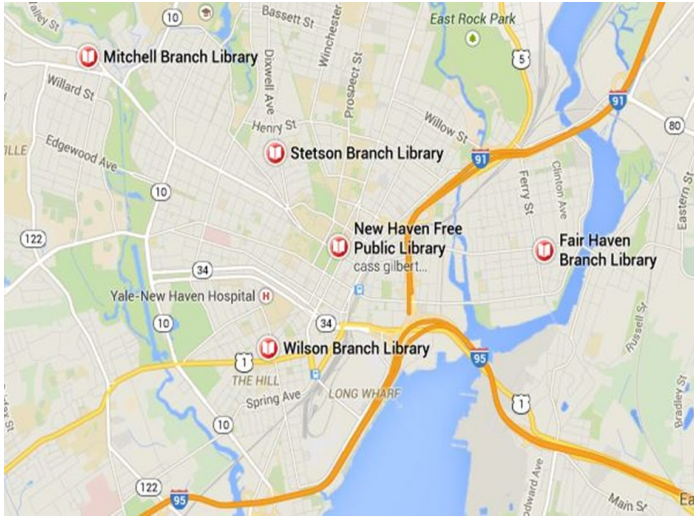 Valley St
10
Bassett St
Winchester
East Rock Park
Mitchell Branch Library
Dixwell Ave
Prospect St
5
91
Willard St
Henry St
Willow St
80
Edgewood Ave
Stetson Branch Library
91
Ferry St
Clinton Ave
Eastern St
10
122
New Haven Free
Public Library
cass gilbert...
Fair Haven
Branch Library
34
Yale-New Haven Hospital
H
10
34
Russell St
1
Wilson Branch Library
95
THE HILL
Spring Ave
LONG WHARF
1
Bradley St
10
122
95
Main St